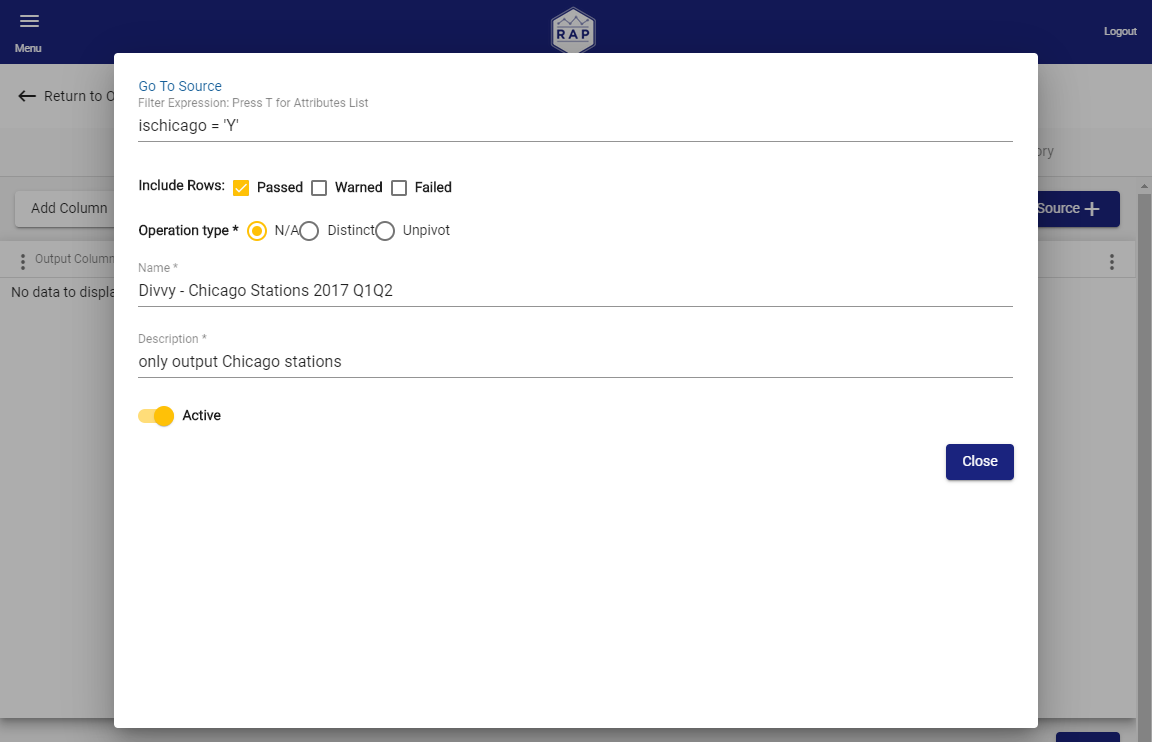 Menu
RAP
Logout
Return to O
ory
Add Column
Source
Output Column
No data to displa
Go To Source
Filter Expression: Press T for Attributes List
ischicago = 'Y'
Include Rows: Passed Warned Failed
Operation type * N/A Distinct Unpivot
Name *
Divvy - Chicago Stations 2017 Q1Q2
Description *
only output Chicago stations
Active
Close